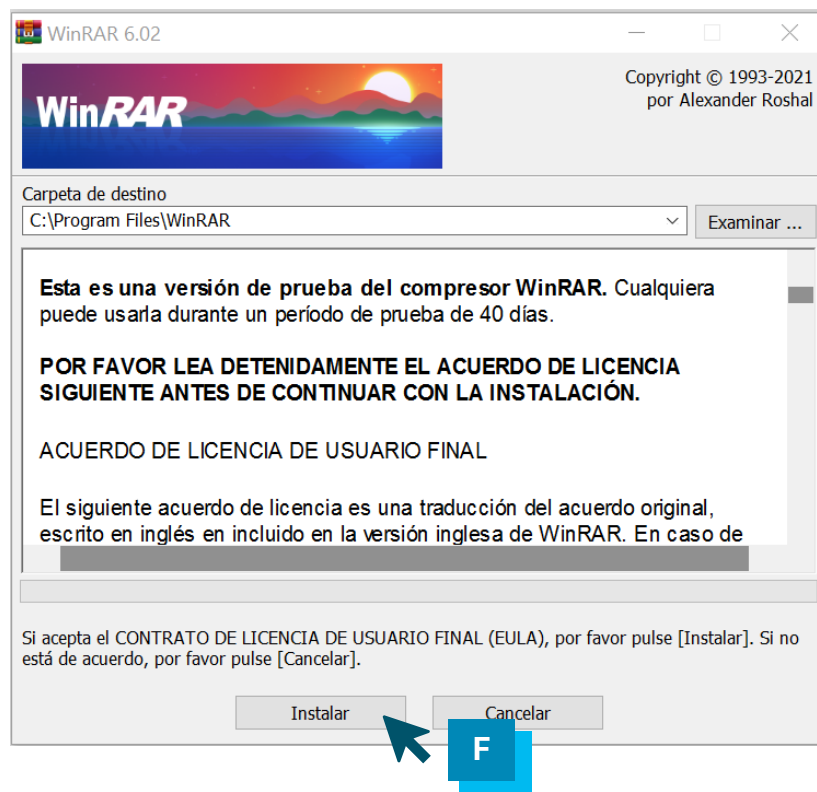 WinRAR 6.02
WinRAR
Copyright © 1993-2021
por Alexander Roshal
Carpeta de destino
C:\Program Files\WinRAR
Examinar ...
Esta es una versión de prueba del compresor WinRAR. Cualquiera
puede usarla durante un período de prueba de 40 días.
POR FAVOR LEA DETENIDAMENTE EL ACUERDO DE LICENCIA
SIGUIENTE ANTES DE CONTINUAR CON LA INSTALACIÓN.
ACUERDO DE LICENCIA DE USUARIO FINAL
El siguiente acuerdo de licencia es una traducción del acuerdo original,
escrito en inglés en incluido en la versión inglesa de WinRAR. En caso de
Si acepta el CONTRATO DE LICENCIA DE USUARIO FINAL (EULA), por favor pulse [Instalar]. Si no
está de acuerdo, por favor pulse [Cancelar].
Instalar
Cancelar
F